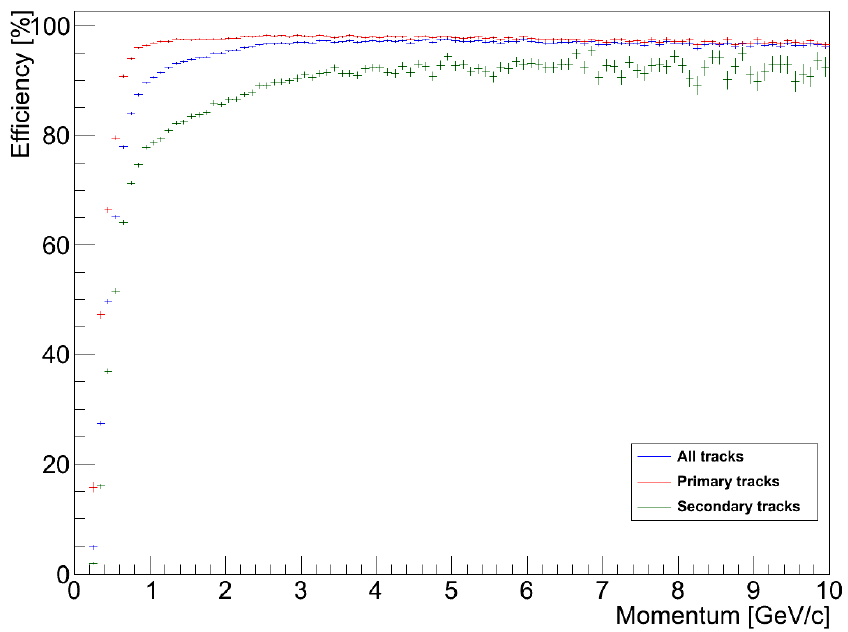 Efficiency [%]
100
80
60
40
20
0
0 1 2 3 4 5 6 7 8 9 10
Momentum [GeV/c]
All tracks
Primary tracks
Secondary tracks